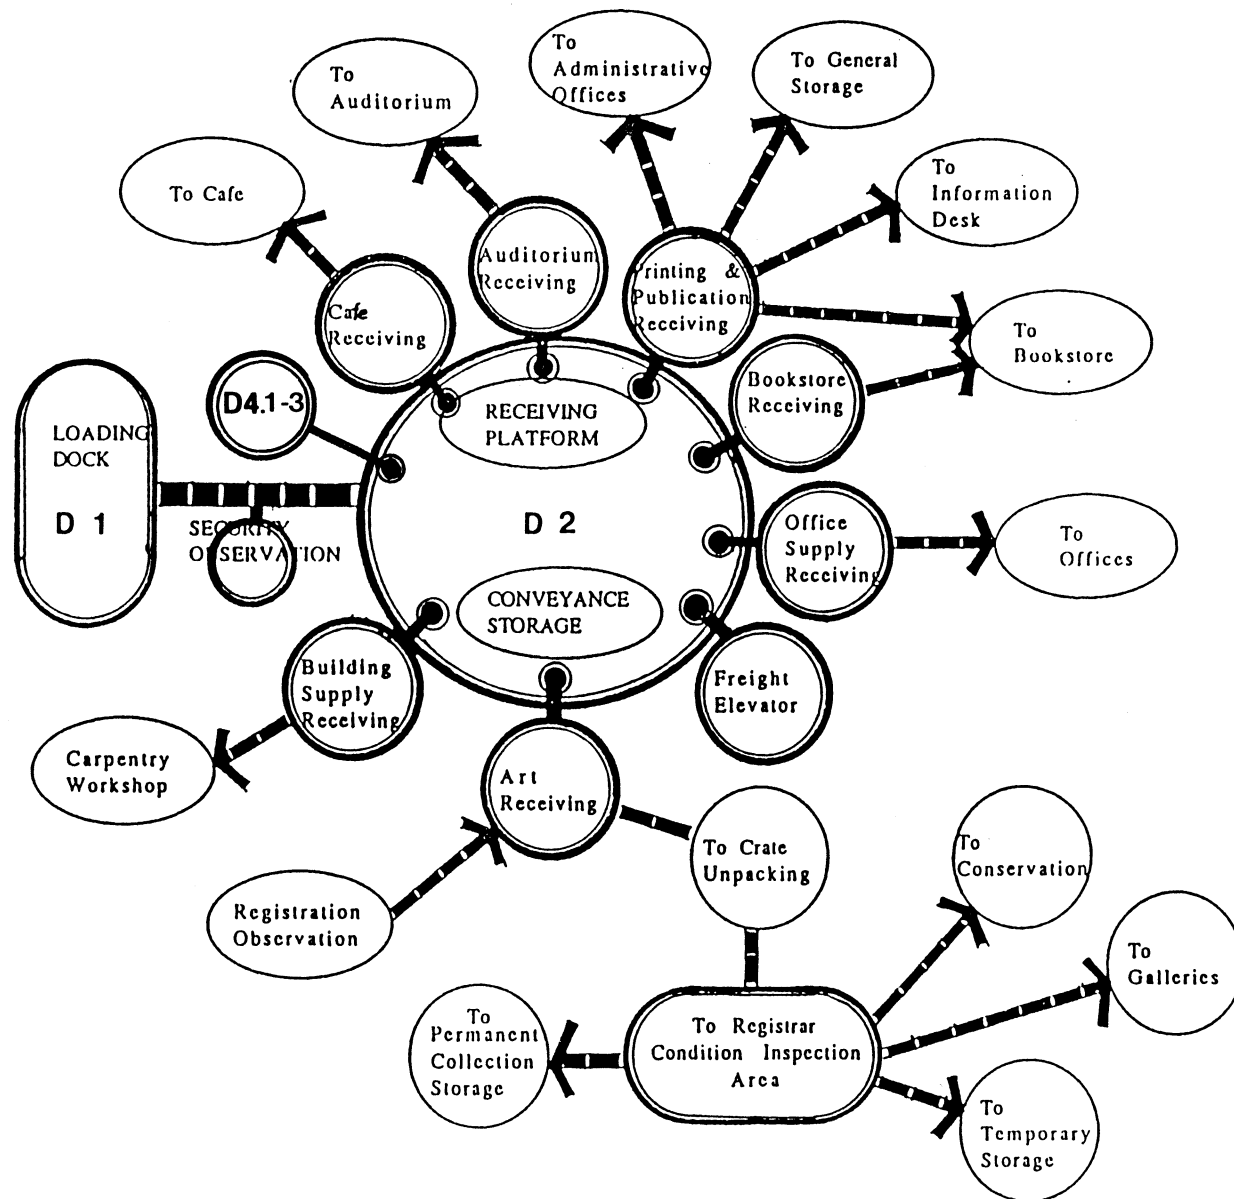 To
Administrative
Offices
To General
Storage
To
Auditorium
To Cafe
To
Information
Desk
Auditorium
Receiving
Printing &
Publication
Receiving
Cafe
Receiving
To
Bookstore
Bookstore
Receiving
D4.1-3
RECEIVING
PLATFORM
LOADING
DOCK
D 1
SECURITY
OBSERVATION
D 2
Office
Supply
Receiving
To
Offices
CONVEYANCE
STORAGE
Building
Supply
Receiving
Freight
Elevator
Carpentry
Workshop
Art
Receiving
To Crate
Unpacking
To
Conservation
Registration
Observation
To
Galleries
To
Permanent
Collection
Storage
To Registrar
Condition Inspection
Area
To
Temporary
Storage